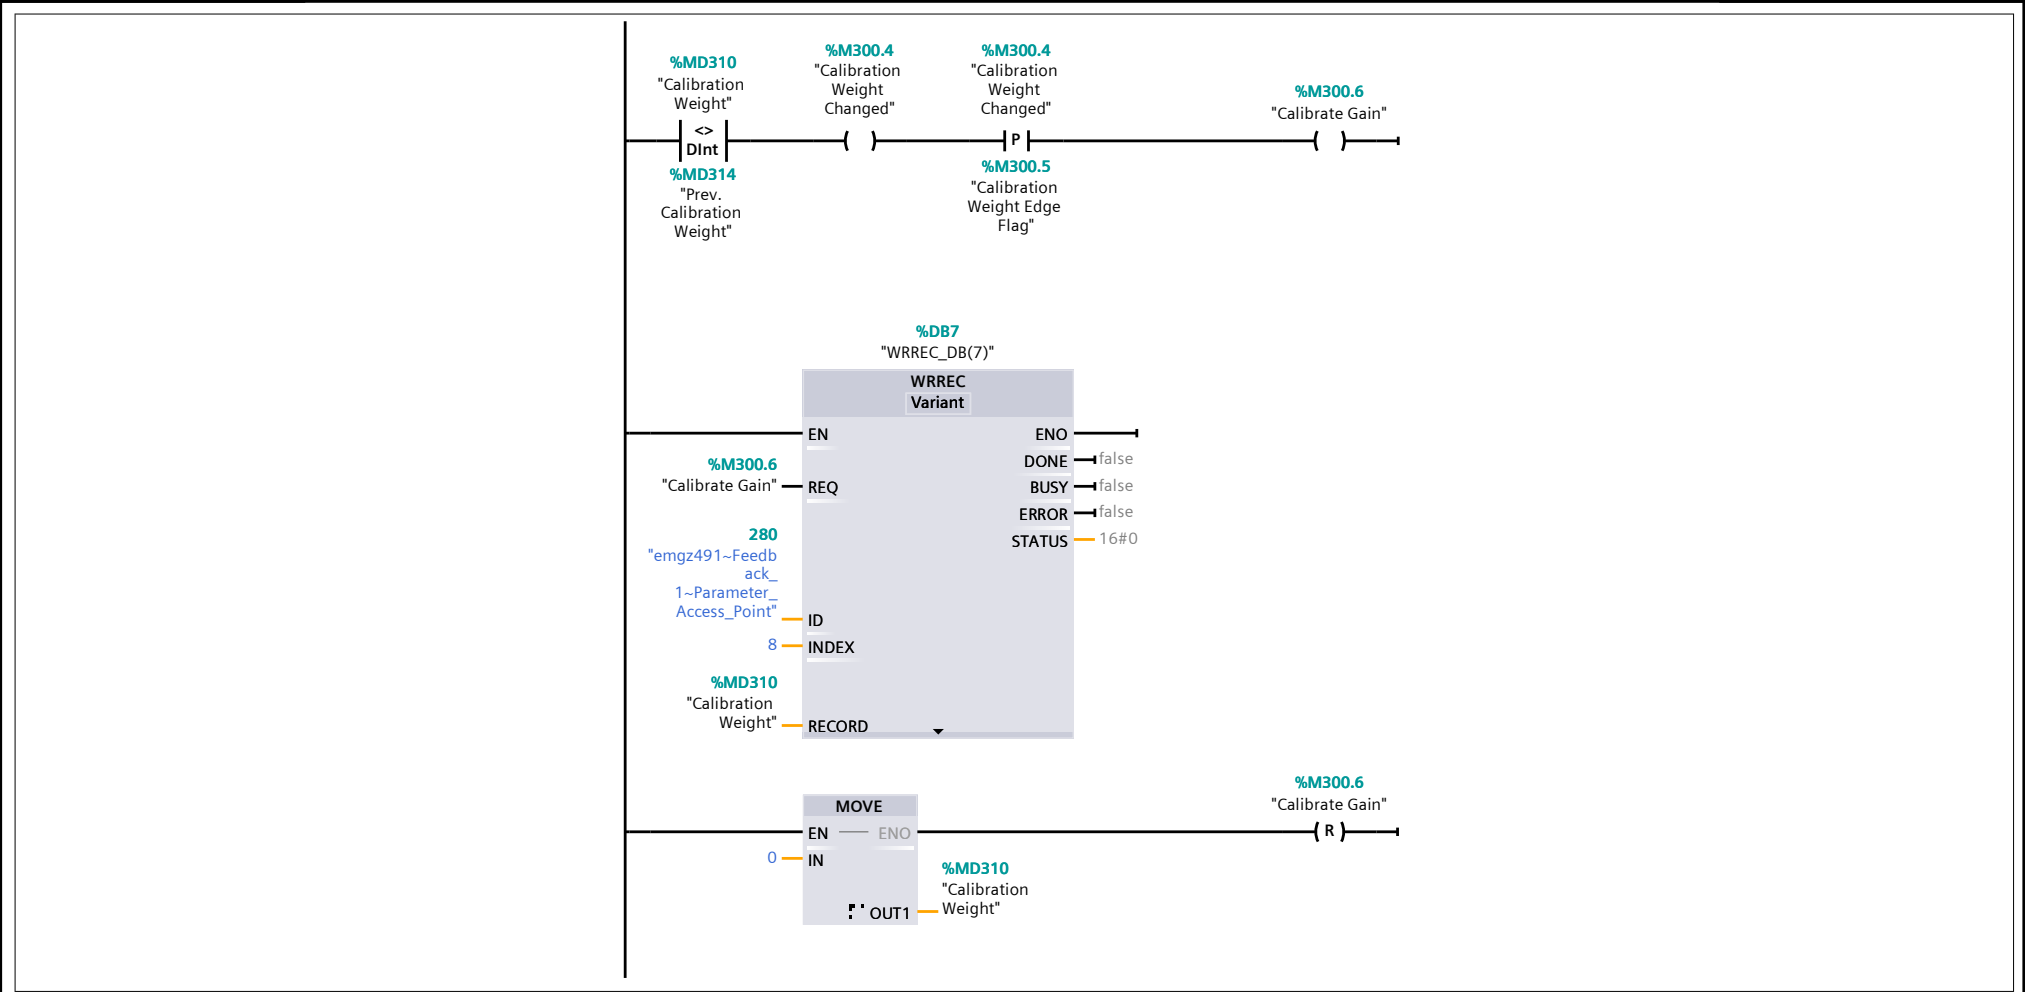 %MD310
"Calibration
Weight"
<>
DInt
%MD314
"Prev.
Calibration
Weight"
%M300.4
"Calibration
Weight
Changed"
%M300.4
"Calibration
Weight
Changed"
P
%M300.5
"Calibration
Weight Edge
Flag"
%M300.6
"Calibrate Gain"
%DB7
"WRREC_DB(7)"
WRREC
Variant
EN
ENO
%M300.6
"Calibrate Gain"
REQ
DONE
false
BUSY
false
ERROR
false
STATUS
16#0
280
"emgz491~Feedb
ack_
1~Parameter_
Access_Point"
ID
8
INDEX
%MD310
"Calibration
Weight"
RECORD
MOVE
EN
ENO
0
IN
OUT1
%MD310
"Calibration
Weight"
%M300.6
"Calibrate Gain"
R